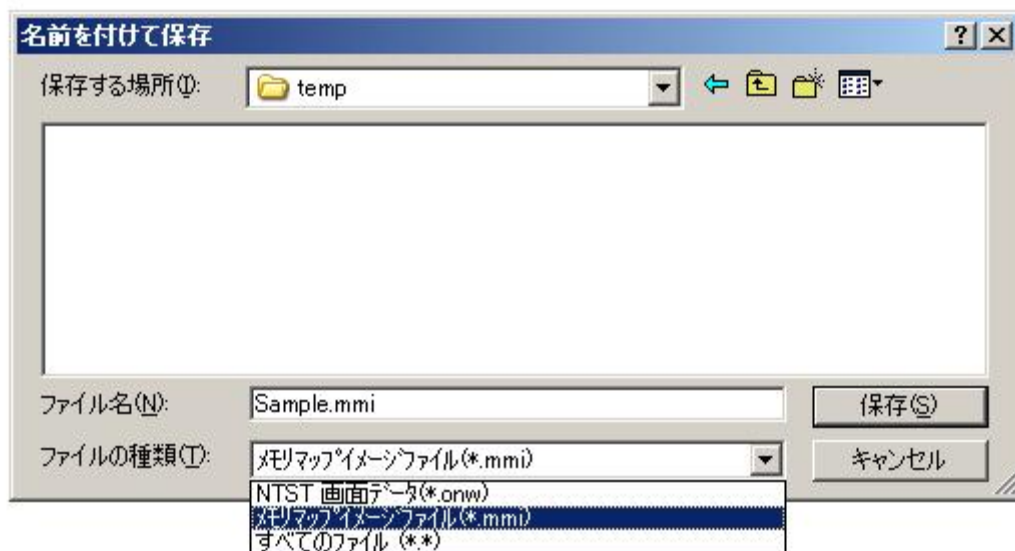 名前を付けて保存
保存する場所(I): temp
ファイル名(N): Sample.mmi 保存(S)
ファイルの種類(T): ﾒﾓﾘﾏｯﾌﾟｲﾒｰｼﾞﾌｧｲﾙ(*.mmi) キャンセル
NTST 画面ﾃﾞｰﾀ(*.onw)
ﾒﾓﾘﾏｯﾌﾟｲﾒｰｼﾞﾌｧｲﾙ(*.mmi)
すべてのﾌｧｲﾙ (*.*)